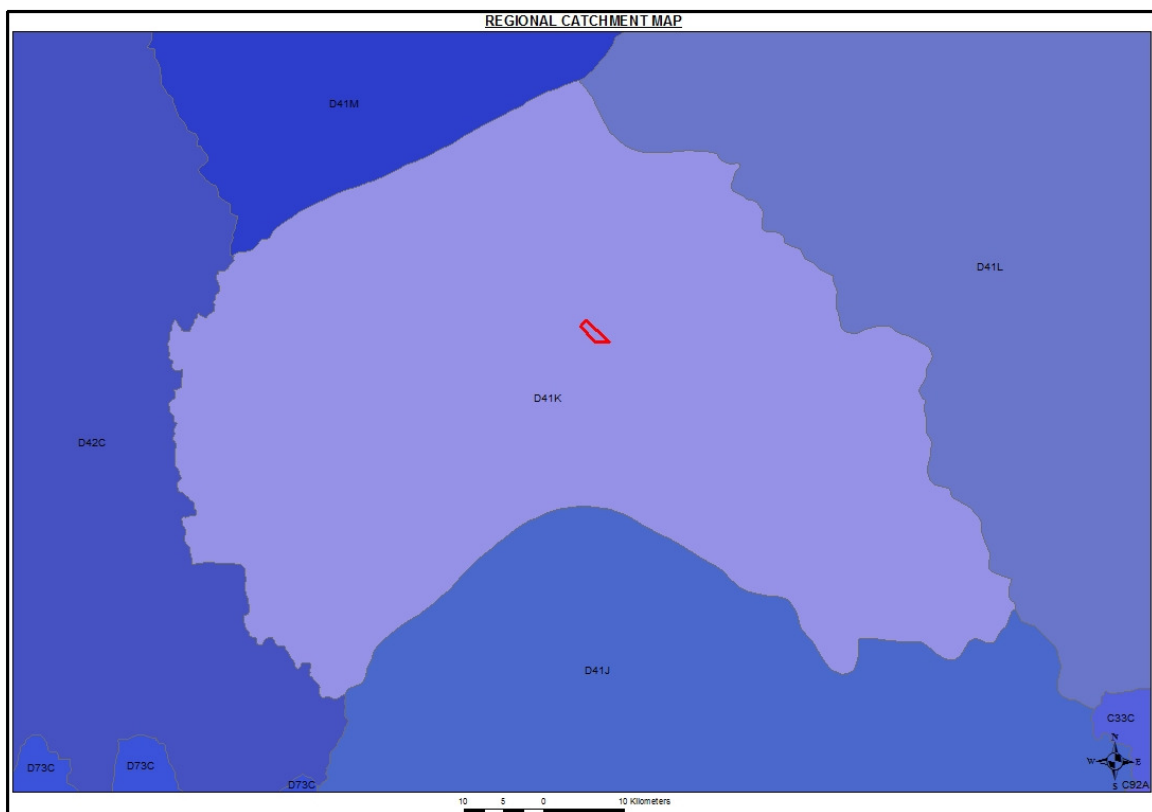 REGIONAL CATCHMENT MAP
D41M
D41L
D41K
D42C
D41J
C33C
N
W E
S
D73C
D73C
D73C
C92A
10 5 0 10 Kilometers